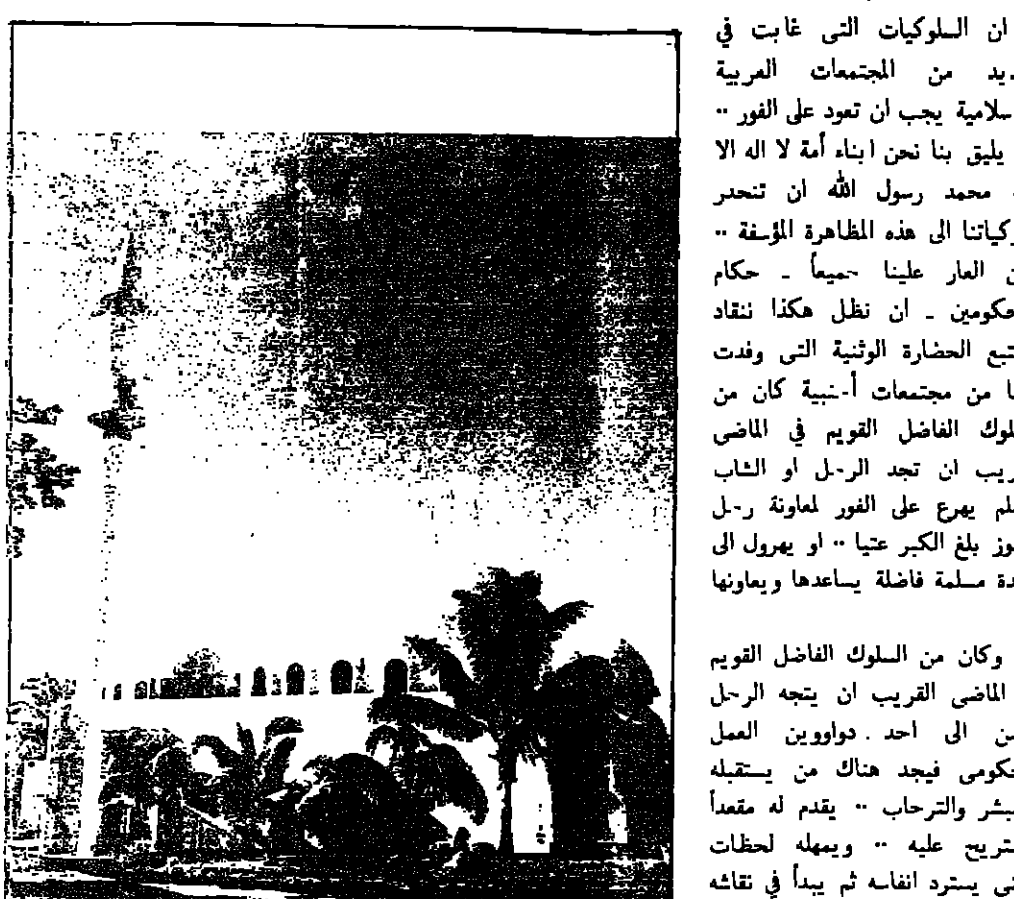 ان السلوكيات التى غابت في
ديد من المجتمعات العربية
سلامية يجب ان تعود على الفور ..
يليق بنا نحن ابناء أمة لا اله الا
محمد رسول الله ان تنحدر
وكياتنا الى هذه المظاهرة المؤسفة ..
ن العار علينا جميعاً ـ حكام
حكومين ـ ان نظل هكذا ننقاد
تبع الحضارة الوثنية التى وفدت
ا من مجتمعات أجنبية كان من
لوك الفاضل القويم في الماضى
ريب ان تجد الرجل او الشاب
لم يهرع على الفور لمعاونة رجل
وز بلغ الكبر عتيا .. او يهرول الى
دة مسلمة فاضلة يساعدها ويعاونها
وكان من السلوك الفاضل القويم
الماضى القريب ان يتجه الرجل
ن الى احد . دواووين العمل
حكومى فيجد هناك من يستقبله
بشر والترحاب .. يقدم له مقعداً
ستريح عليه .. ويمهله لحظات
تى يسترد انفاسه ثم يبدأ في نقاشه